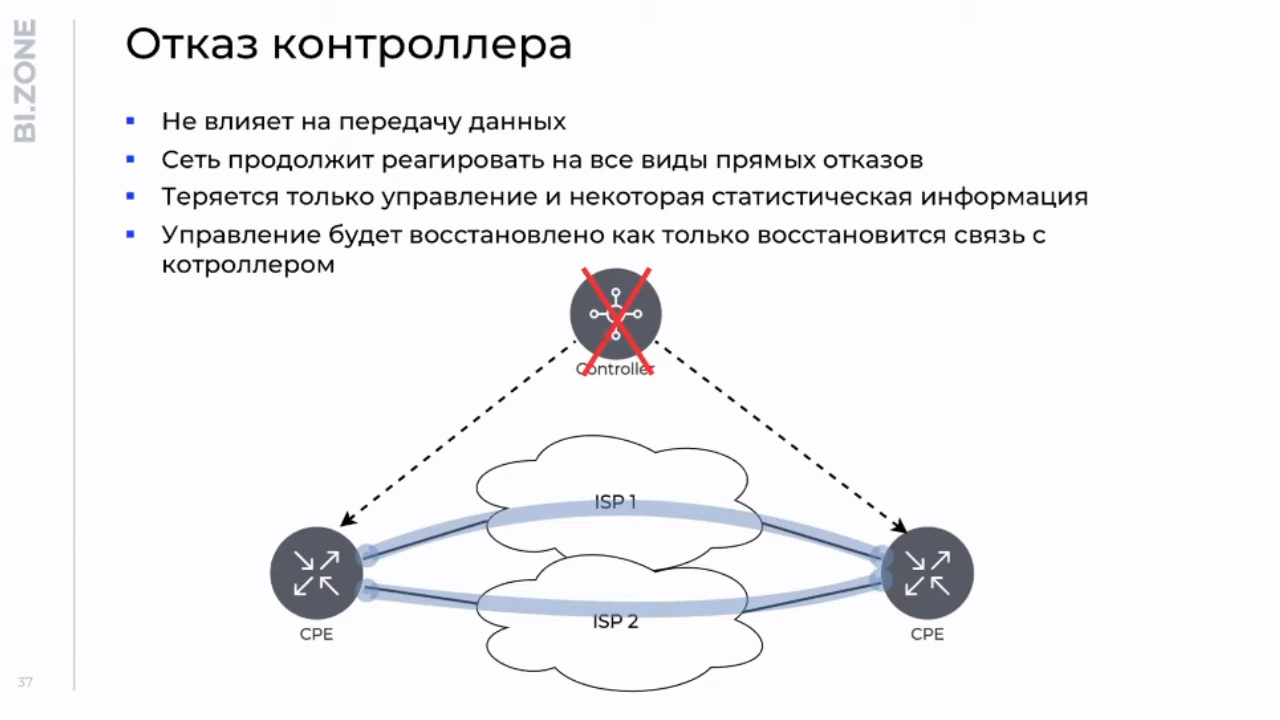 BI.ZONE
Отказ контроллера
Не влияет на передачу данных
Сеть продолжит реагировать на все виды прямых отказов
Теряется только управление и некоторая статистическая информация
Управление будет восстановлено как только восстановится связь с
котроллером
Controller
ISP 1
ISP 2
CPE
CPE
37